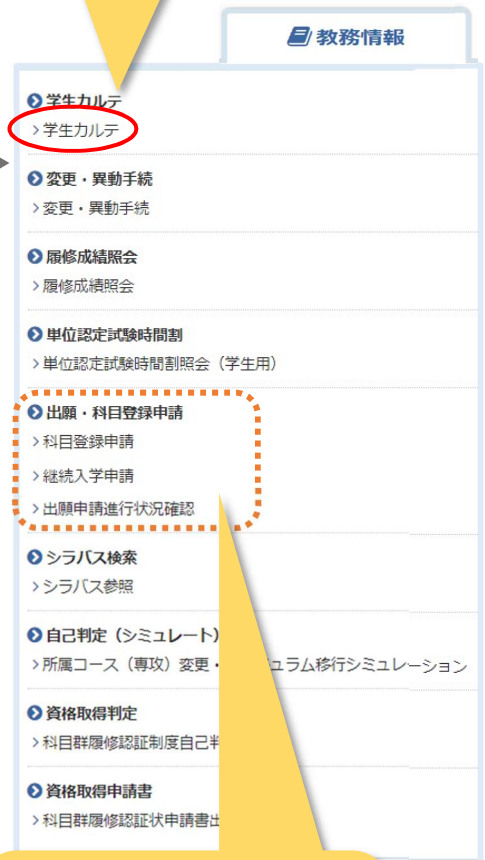 教務情報
学生カルテ
›学生カルテ
変更・異動手続
›変更・異動手続
履修成績照会
›履修成績照会
単位認定試験時間割
›単位認定試験時間割照会（学生用）
出願・科目登録申請
›科目登録申請
›継続入学申請
›出願申請進行状況確認
シラバス検索
›シラバス参照
自己判定（シミュレート）
›所属コース（専攻）変更・ ュラム移行シミュレーション
資格取得判定
›科目群履修認証制度自己判
資格取得申請書
›科目群履修認証状申請書出